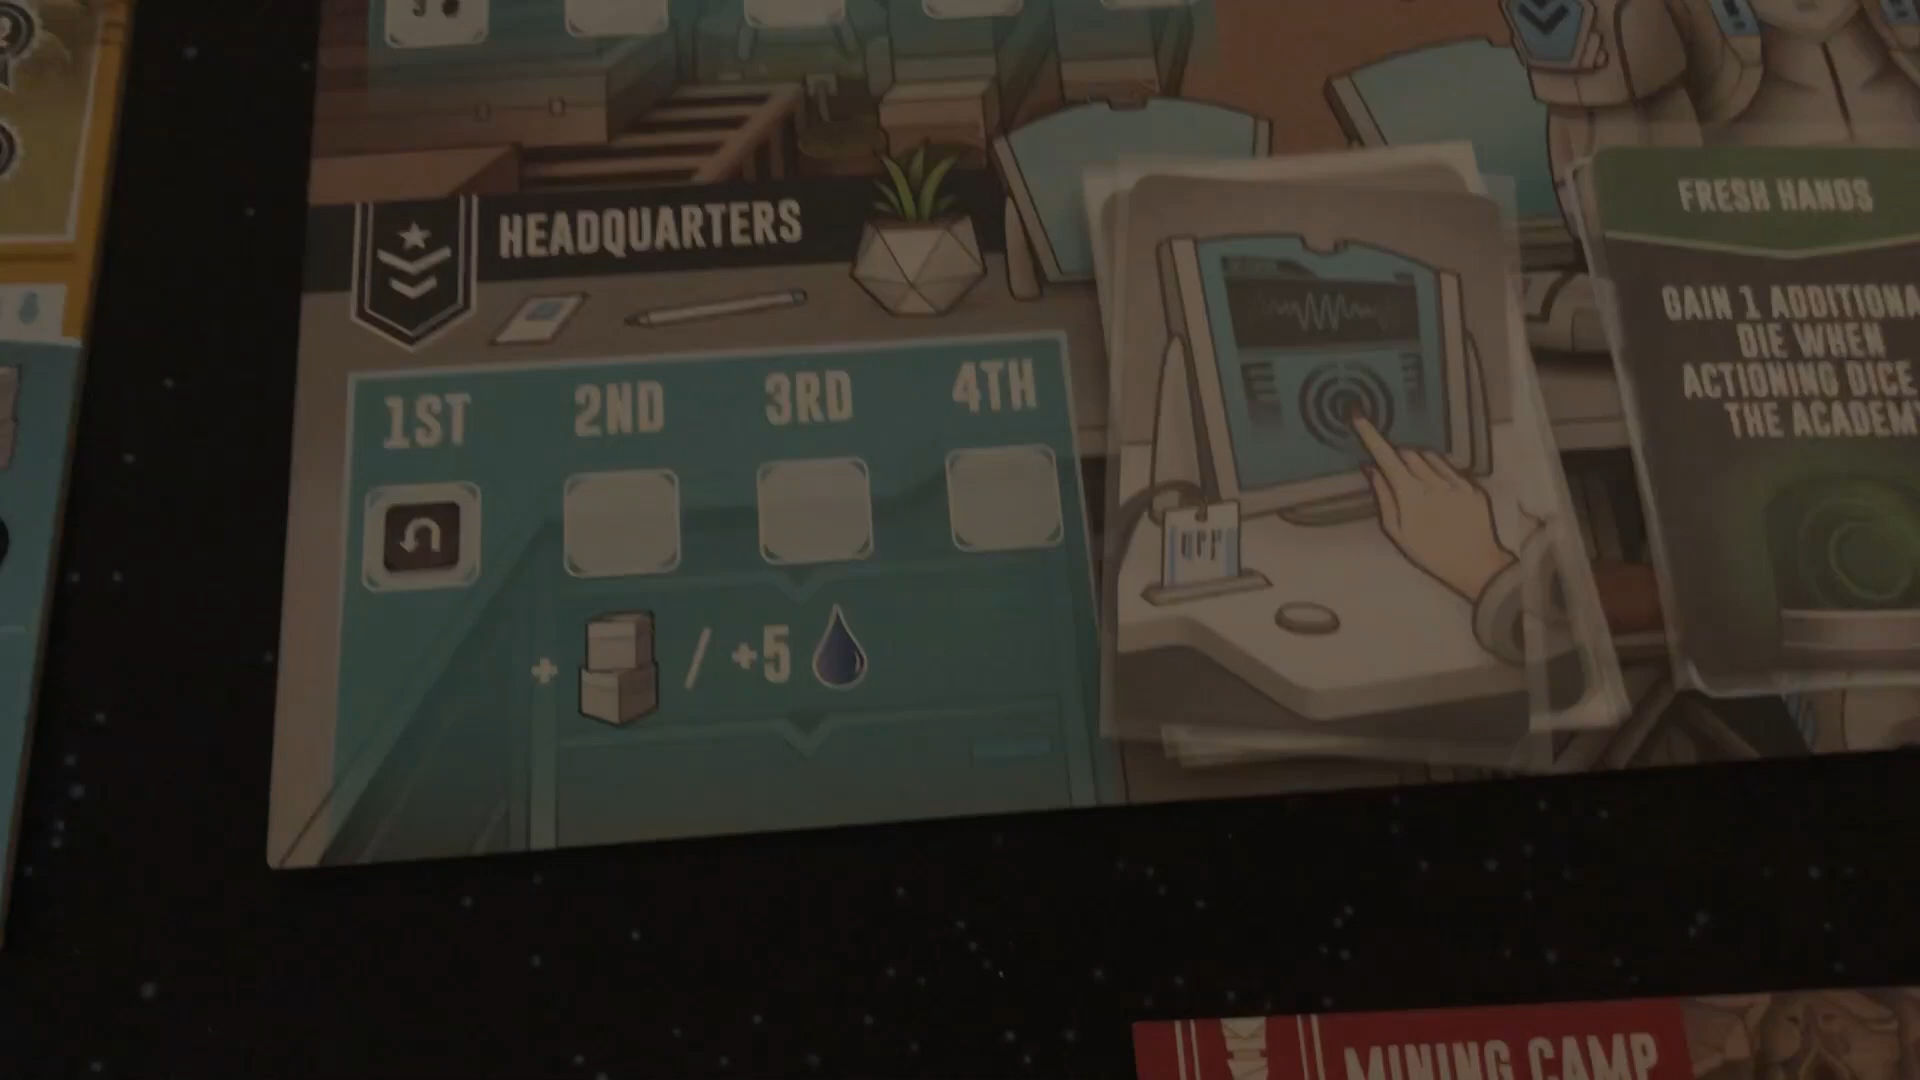 HEADQUARTERS
1ST 2ND 3RD 4TH
+ / +5
OFF
FRESH HANDS
GAIN 1 ADDITIONA
DIE WHEN
ACTIONING DICE
THE ACADEMY
MINING CAMP